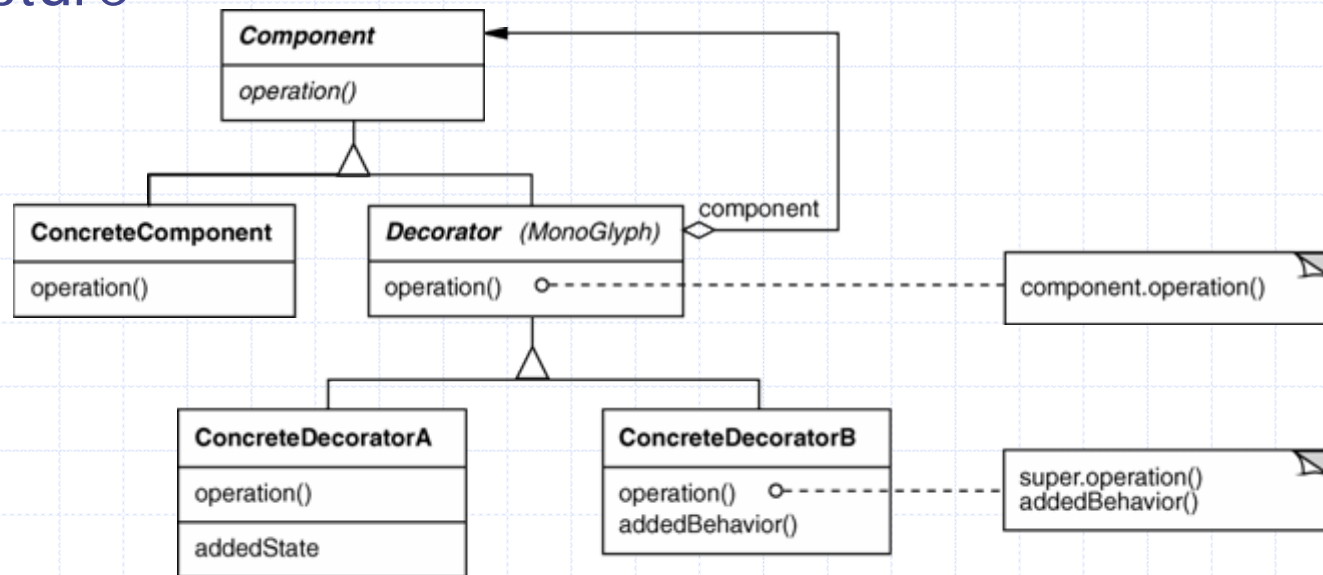 Component
operation()
component
ConcreteComponent
operation()
Decorator (MonoGlyph)
operation()
component.operation()
ConcreteDecoratorA
operation()
addedState
ConcreteDecoratorB
operation()
addedBehavior()
super.operation()
addedBehavior()